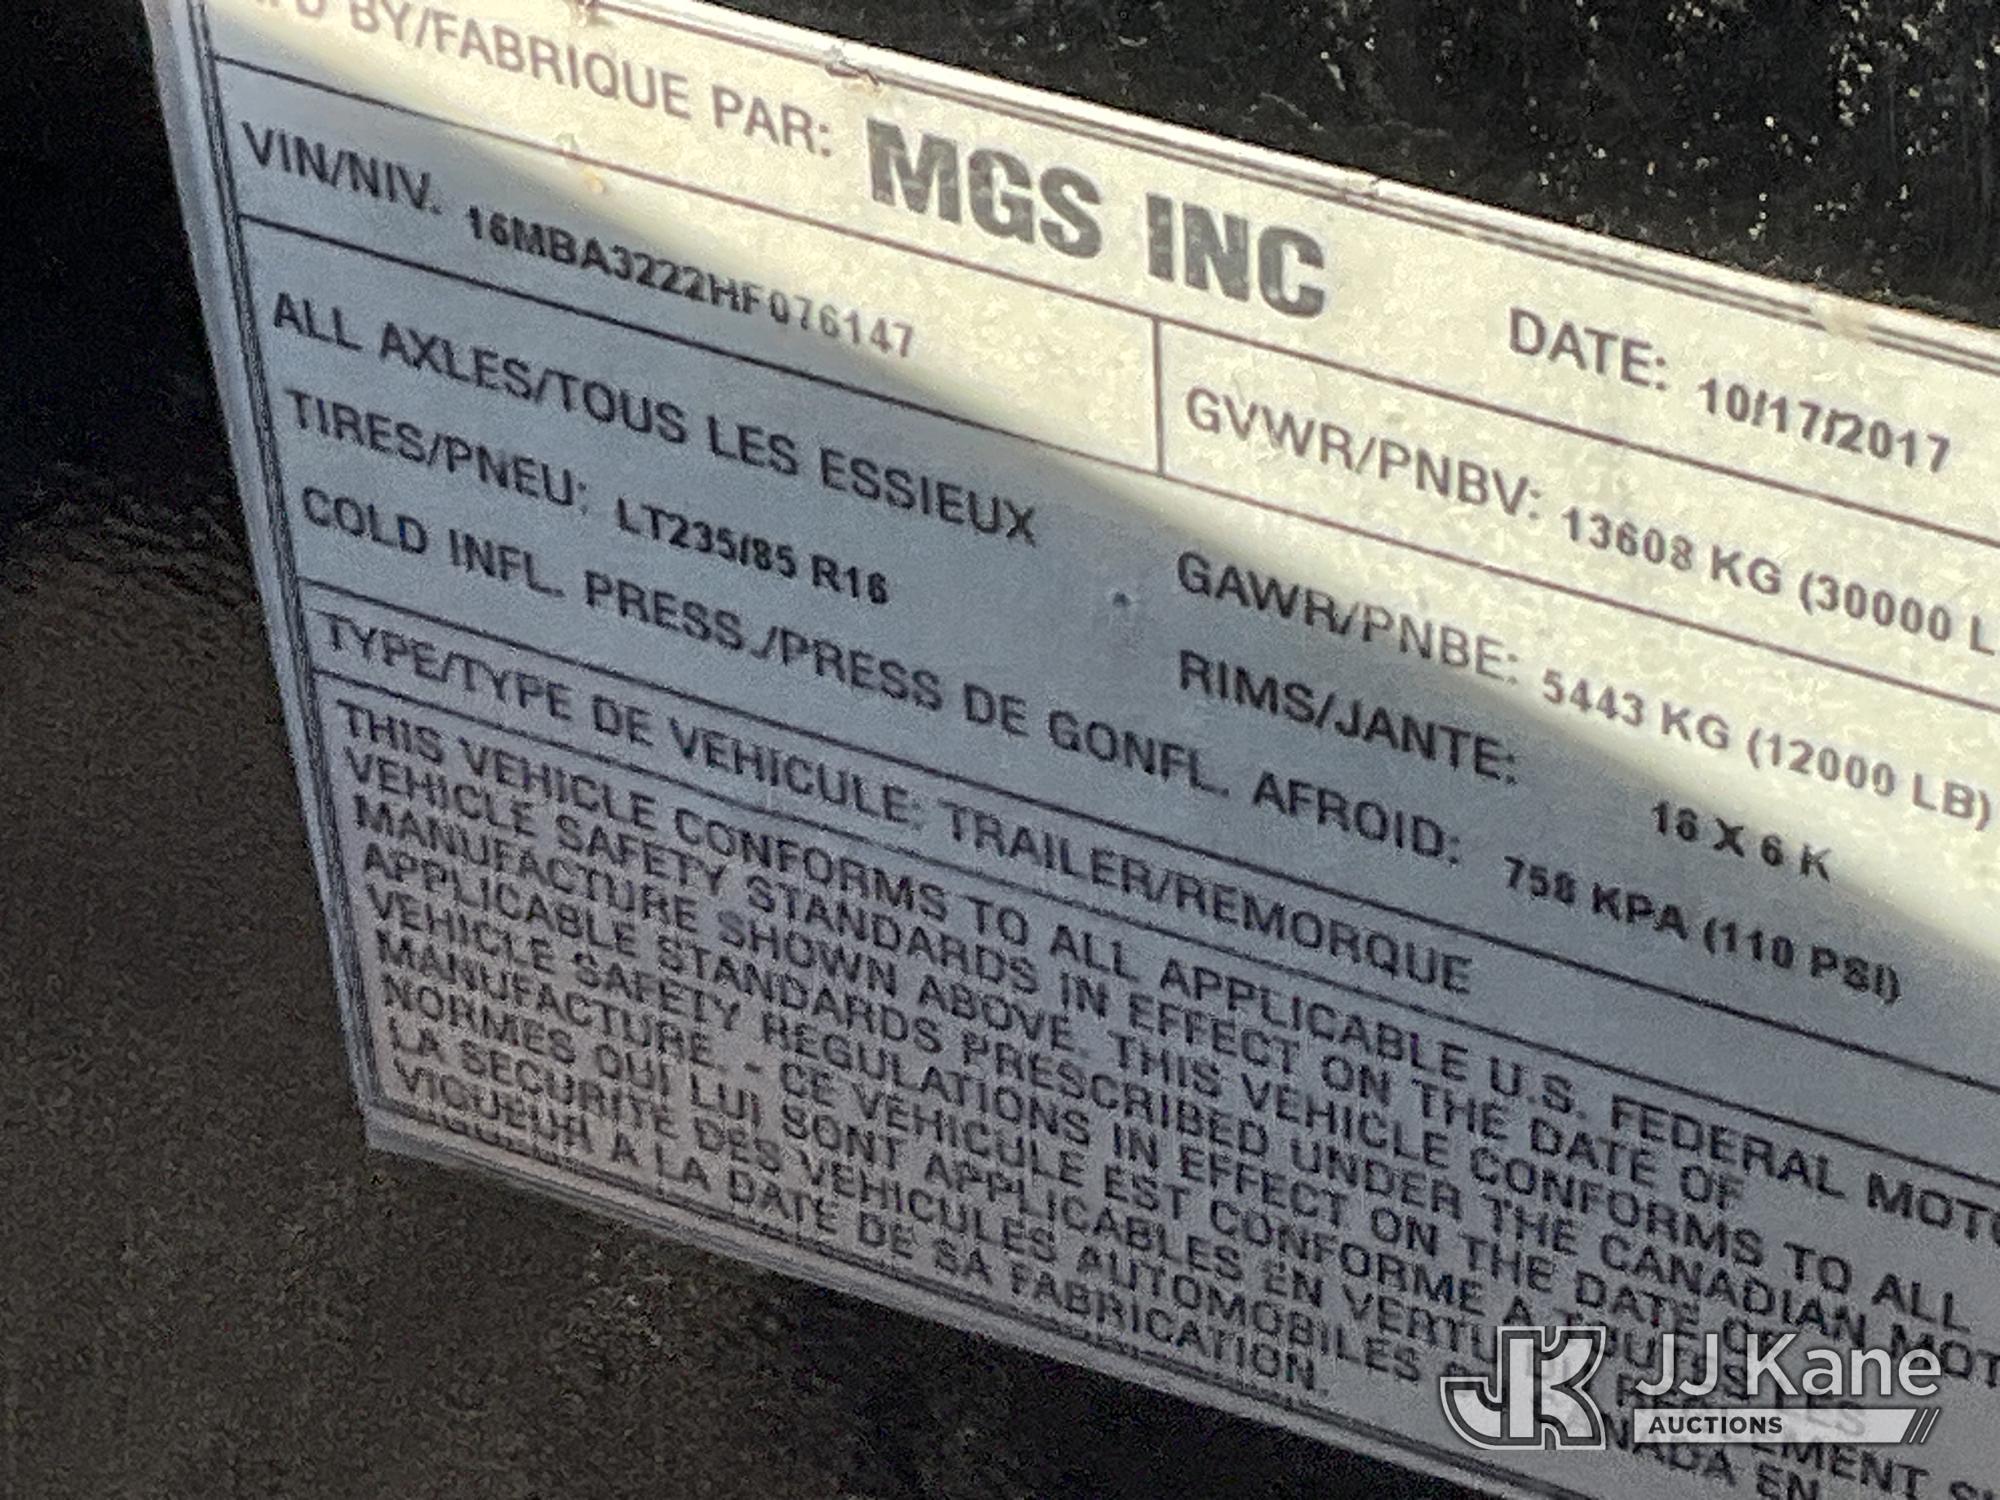 BY/FABRIQUE PAR: MGS INC DATE: 10/17/2017
VIN/NIV. 16MBA3222HF076147 GVWR/PNBV: 13608 KG (30000 L
ALL AXLES/TOUS LES ESSIEUX GAWR/PNBE: 5443 KG (12000 LB)
TIRES/PNEU: LT235/85 R16 RIMS/JANTE: 16 X 6 K
COLD INFL. PRESS./PRESS DE GONFL. AFROID: 758 KPA (110 PSI)
TYPE/TYPE DE VEHICULE: TRAILER/REMORQUE
THIS VEHICLE CONFORMS TO ALL APPLICABLE U.S. FEDERAL MOTO
VEHICLE SAFETY STANDARDS IN EFFECT ON THE DATE OF
MANUFACTURE SHOWN ABOVE. THIS VEHICLE CONFORMS TO ALL
APPLICABLE STANDARDS PRESCRIBED UNDER THE CANADIAN MOT
VEHICLE SAFETY REGULATIONS IN EFFECT ON THE DATE OF
MANUFACTURE. - CE VEHICULE EST CONFORME A TOUTES LES
NORMES QUI LUI SONT APPLICABLES EN VERTU
LA SECURITE DES VEHICULES AUTOMOBILES
VIGUEUR A LA DATE DE SA FABRICATION.
JK JJ Kane
AUCTIONS